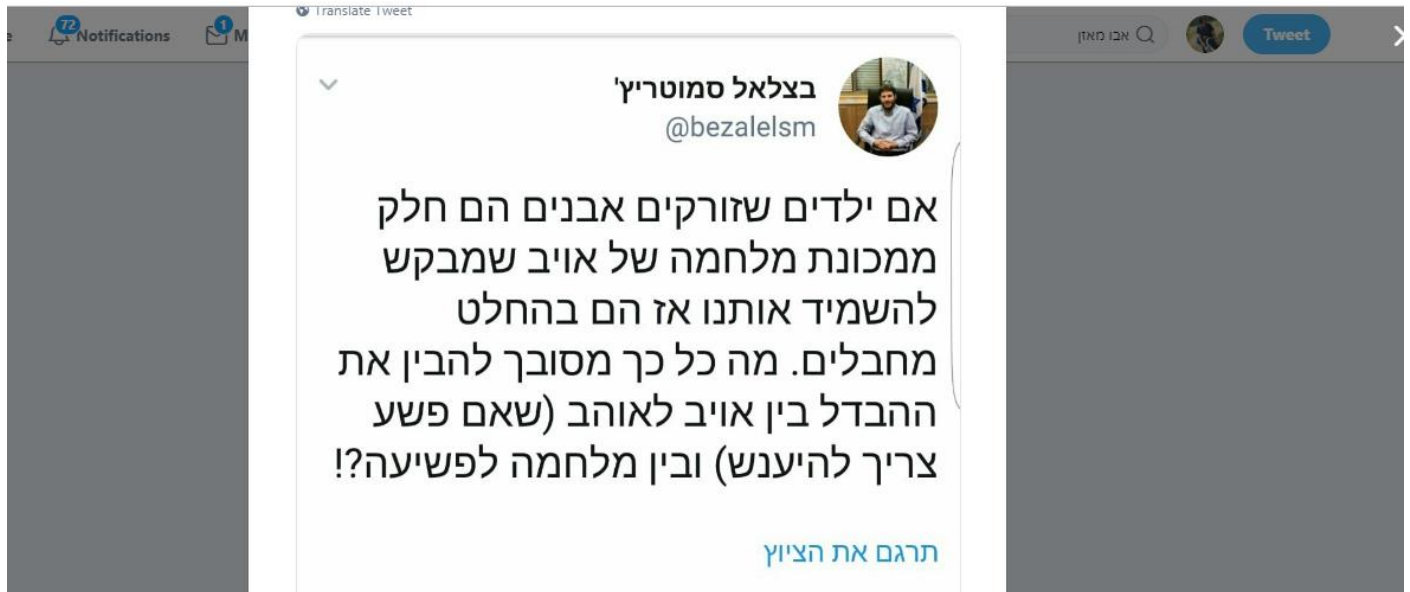 Translate Tweet
72
Notifications
1
M
אבו מאזן
Tweet
בצלאל סמוטריץ'
@bezalelsm
אם ילדים שזורקים אבנים הם חלק
ממכונת מלחמה של אויב שמבקש
להשמיד אותנו אז הם בהחלט
מחבלים. מה כל כך מסובך להבין את
ההבדל בין אויב לאוהב (שאם פשע
צריך להיענש) ובין מלחמה לפשיעה?!
תרגם את הציוץ